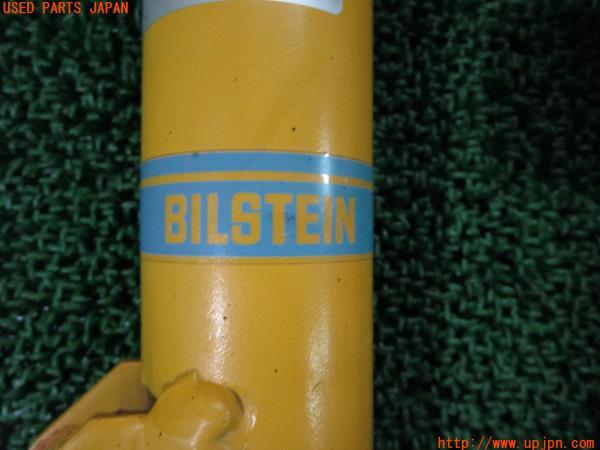 USED PARTS JAPAN
BILSTEIN
http://www.upjpn.com/